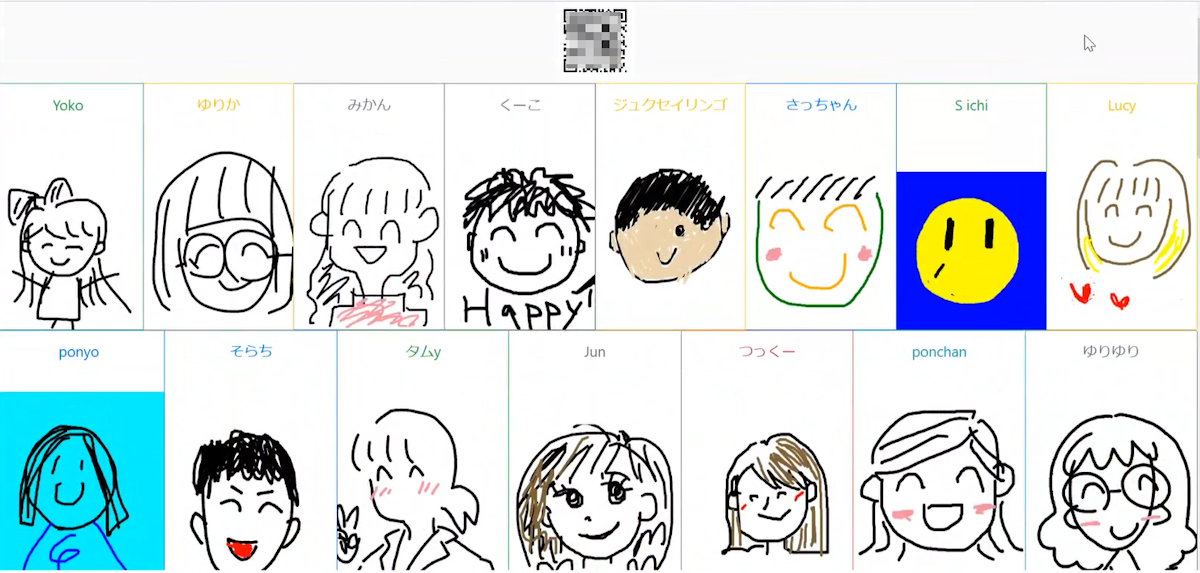 Yoko
ゆりか
みかん
くーこ
ジュクセイリンゴ
さっちゃん
S ichi
Lucy
Happy!
ponyo
そらち
タムy
Jun
つっくー
ponchan
ゆりゆり